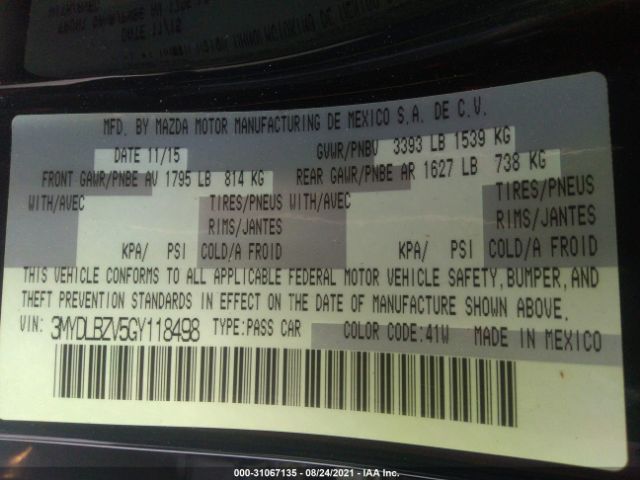 MFD. BY MAZDA MOTOR MANUFACTURING DE MEXICO S.A. DE C.V.
DATE 11/15 GVWR/PNBV 3393 LB 1539 KG
FRONT GAWR/PNBE AV 1795 LB 814 KG REAR GAWR/PNBE AR 1627 LB 738 KG
WITH/AVEC TIRES/PNEUS WITH/AVEC TIRES/PNEUS
RIMS/JANTES RIMS/JANTES
KPA/ PSI COLD/A FROID KPA/ PSI COLD/A FROID
THIS VEHICLE CONFORMS TO ALL APPLICABLE FEDERAL MOTOR VEHICLE SAFETY, BUMPER, AND
THEFT PREVENTION STANDARDS IN EFFECT ON THE DATE OF MANUFACTURE SHOWN ABOVE.
VIN: 3MYDLBZV5GY118498 TYPE:PASS CAR COLOR CODE:41W MADE IN MEXICO
000-31067135 - 08/24/2021 - IAA Inc.